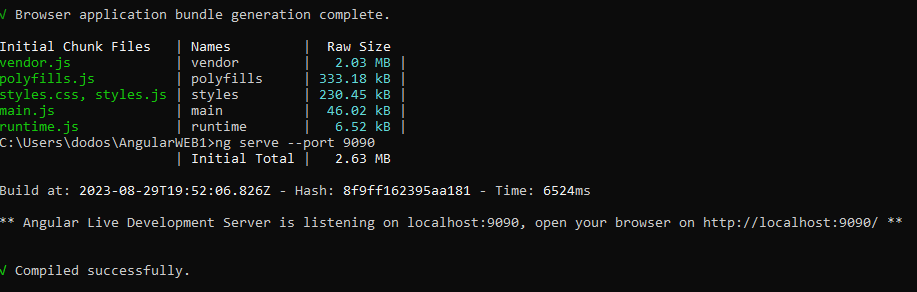 √ Browser application bundle generation complete.
Initial Chunk Files   | Names         |  Raw Size
vendor.js             | vendor        |   2.03 MB |
polyfills.js          | polyfills     | 333.18 kB |
styles.css, styles.js | styles        | 230.45 kB |
main.js               | main          |  46.02 kB |
runtime.js            | runtime       |   6.52 kB |
C:\Users\dodos\AngularWEB1>ng serve --port 9090
                      | Initial Total |   2.63 MB
Build at: 2023-08-29T19:52:06.826Z - Hash: 8f9ff162395aa181 - Time: 6524ms
** Angular Live Development Server is listening on localhost:9090, open your browser on http://localhost:9090/ **
√ Compiled successfully.